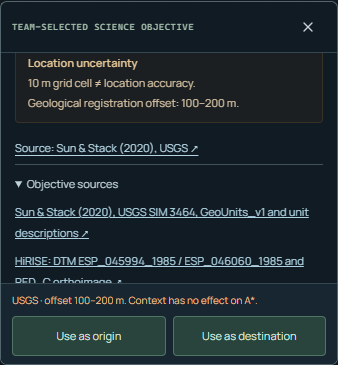 TEAM-SELECTED SCIENCE OBJECTIVE
Location uncertainty
10 m grid cell ≠ location accuracy.
Geological registration offset: 100–200 m.
Source: Sun & Stack (2020), USGS ↗
▼ Objective sources
Sun & Stack (2020), USGS SIM 3464, GeoUnits_v1 and unit
descriptions ↗
HiRISE: DTM ESP_045994_1985 / ESP_046060_1985 and
RED_C orthoimage ↗
USGS · offset 100–200 m. Context has no effect on A*.
Use as origin
Use as destination